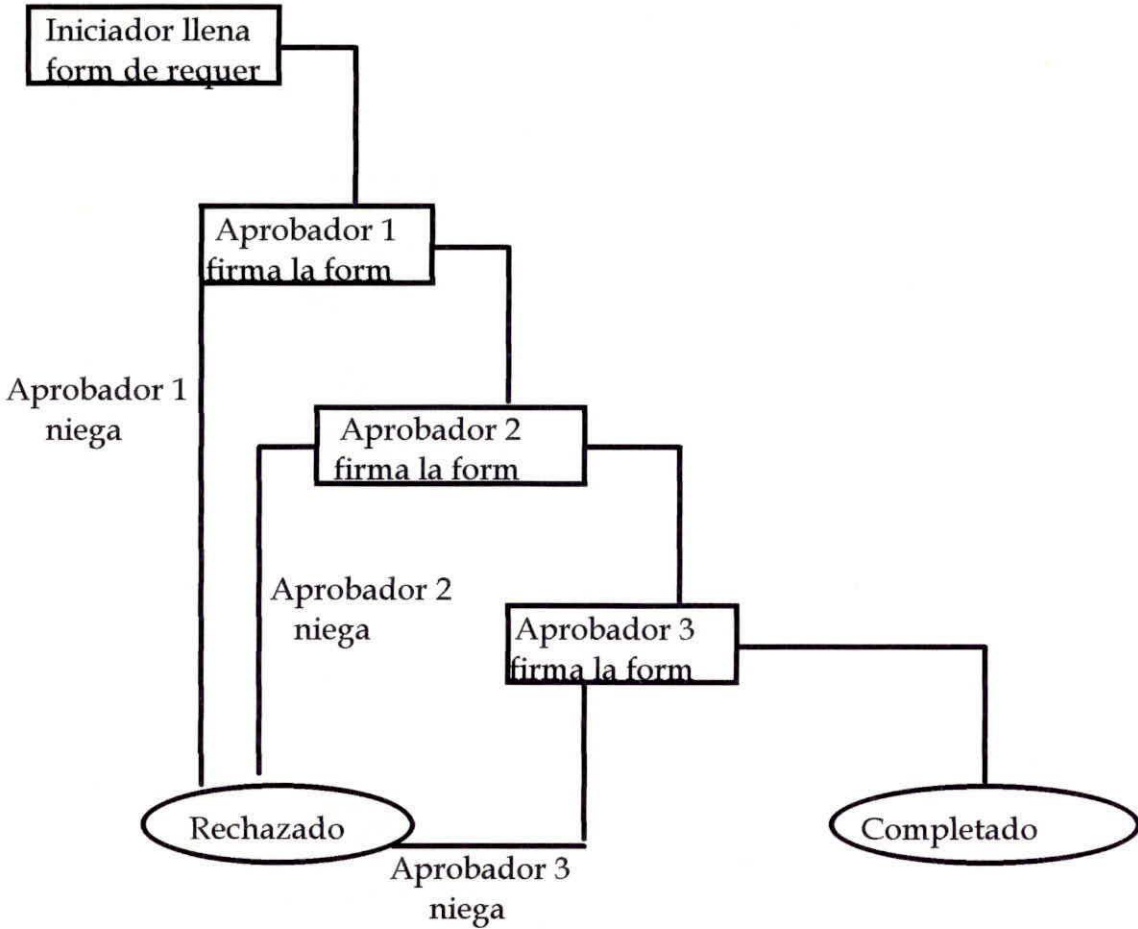 Iniciador llena
form de requer
Aprobador 1
firma la form
Aprobador 1
niega
Aprobador 2
firma la form
Aprobador 2
niega
Aprobador 3
firma la form
Rechazado
Completado
Aprobador 3
niega